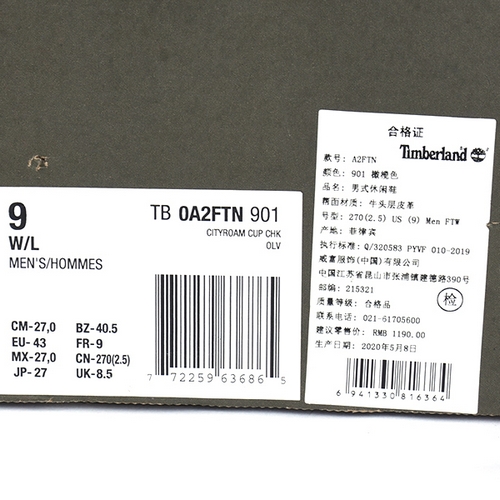 9
W/L
MEN'S/HOMMES
TB 0A2FTN 901
CITYROAM CUP CHK
OLV
CM-27,0 BZ-40.5
EU- 43 FR-9
MX-27,0 CN-270(2.5)
JP- 27 UK-8.5
7 72259 63686 5
合格证
Timberland
款号: A2FTN
颜色: 901 橄榄色
品名: 男式休闲鞋
帮面材质: 牛头层皮革
型号: 270(2.5) US (9) Men FTW
产地: 菲律宾
执行标准: Q/320583 PYVF 010-2019
威富服饰(中国)有限公司
中国江苏省昆山市张浦镇建德路390号
邮编: 215321
质量等级: 合格品
检
联系电话: 021-61705600
建议零售价: RMB 1190.00
生产日期: 2020年5月8日
6 941330 816364